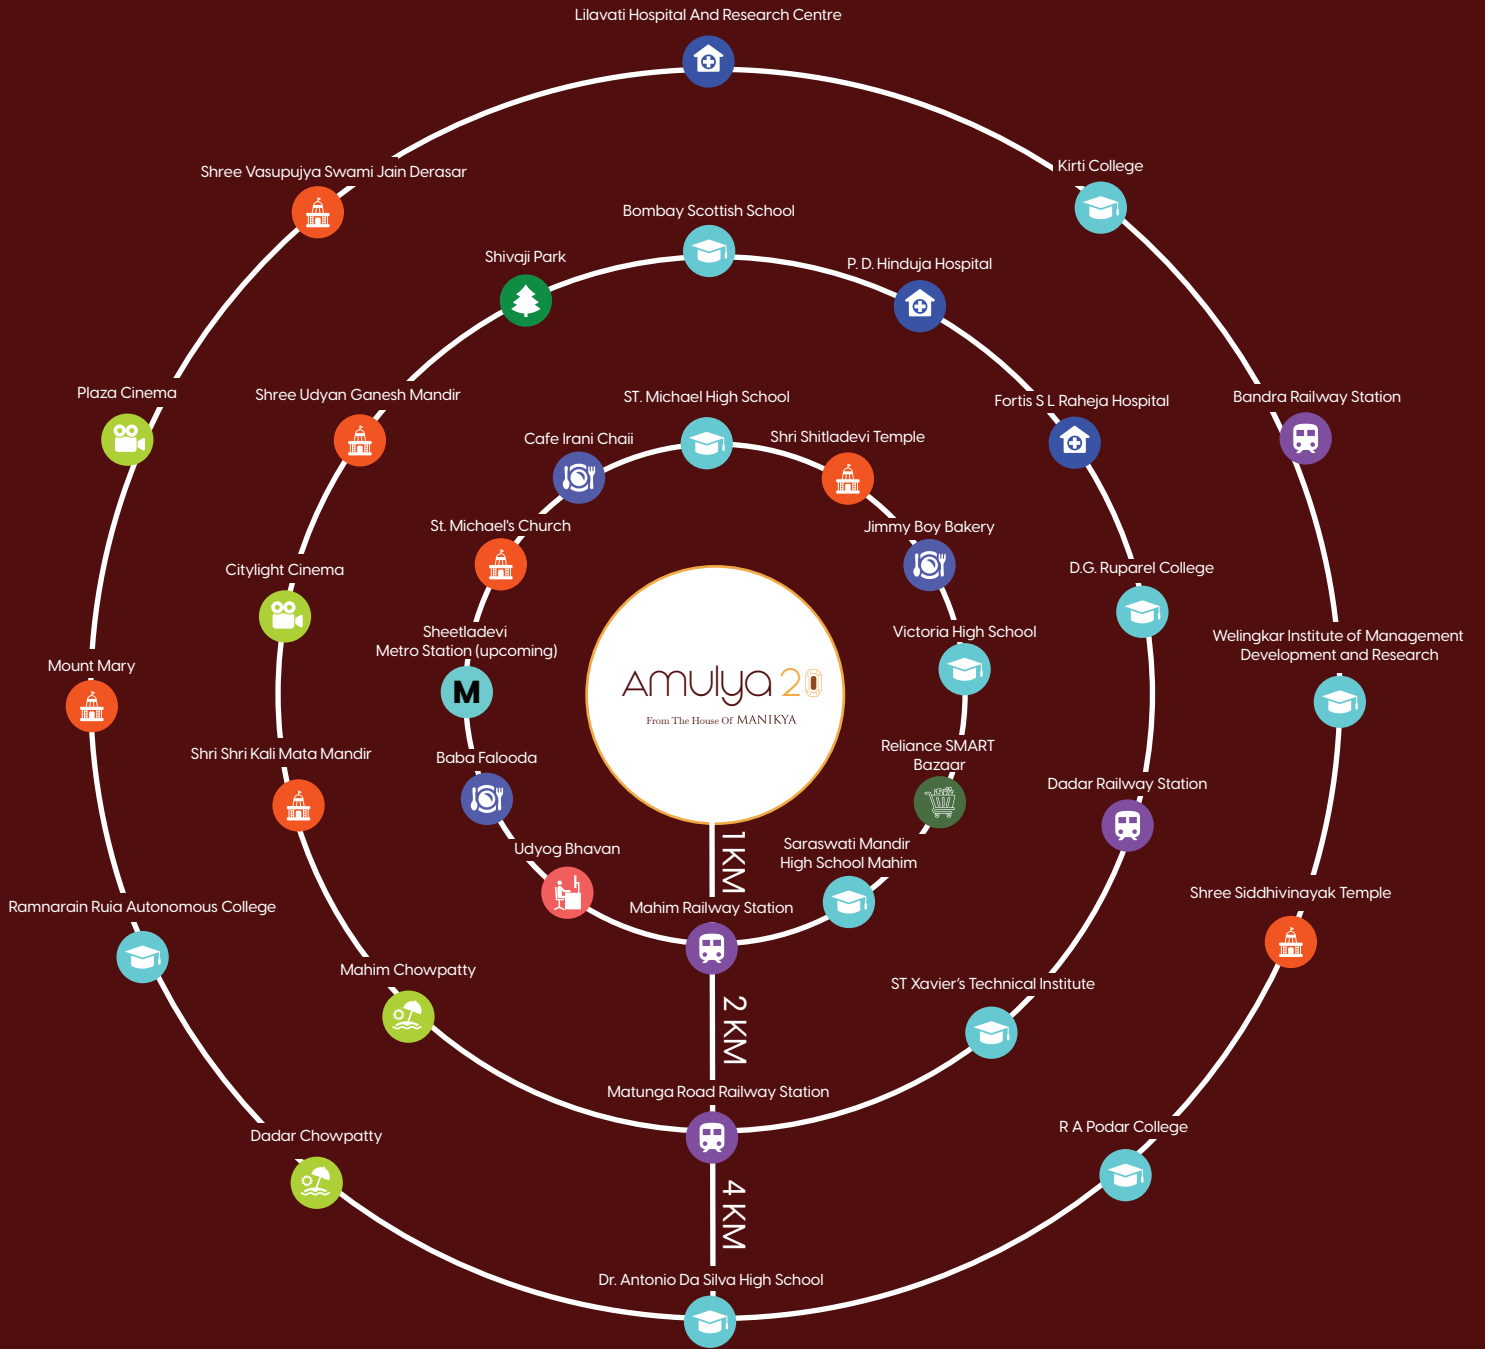 Lilavati Hospital And Research Centre
Kirti College
Shree Vasupujya Swami Jain Derasar
Bombay Scottish School
Shivaji Park
P. D. Hinduja Hospital
Plaza Cinema
Shree Udyan Ganesh Mandir
ST. Michael High School
Fortis S L Raheja Hospital
Bandra Railway Station
Cafe Irani Chaii
Shri Shitladevi Temple
St. Michael's Church
Jimmy Boy Bakery
Citylight Cinema
D.G. Ruparel College
Sheetladevi
Metro Station (upcoming)
Victoria High School
Welingkar Institute of Management
Development and Research
Mount Mary
M
Amulya 20
From The House Of MANIKYA
Shri Shri Kali Mata Mandir
Baba Falooda
Reliance SMART
Bazaar
Dadar Railway Station
Udyog Bhavan
1 KM
Saraswati Mandir
High School Mahim
Shree Siddhivinayak Temple
Ramnarain Ruia Autonomous College
Mahim Railway Station
Mahim Chowpatty
ST Xavier's Technical Institute
2 KM
Matunga Road Railway Station
Dadar Chowpatty
R A Podar College
4 KM
Dr. Antonio Da Silva High School